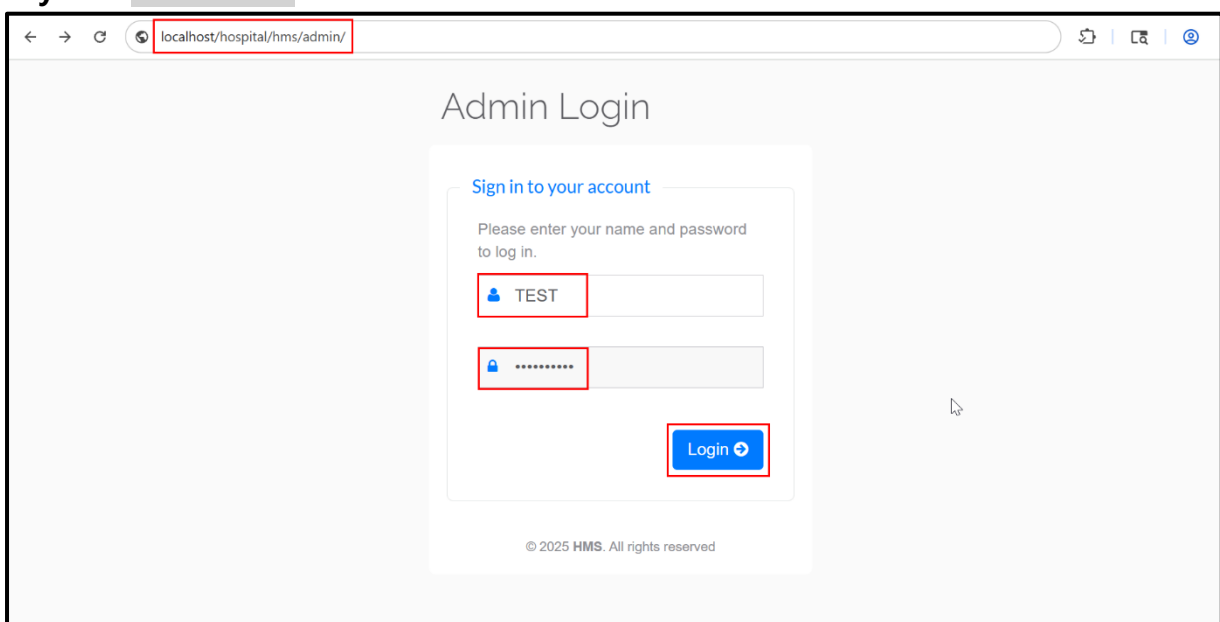 localhost/hospital/hms/admin/
Admin Login
Sign in to your account
Please enter your name and password
to log in.
TEST
••••••••••
Login
© 2025 HMS. All rights reserved